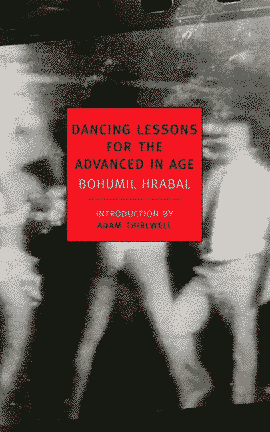 DANCING LESSONS
FOR THE
ADVANCED IN AGE
BOHUMIL HRABAL
INTRODUCTION BY
ADAM THIRLWELL